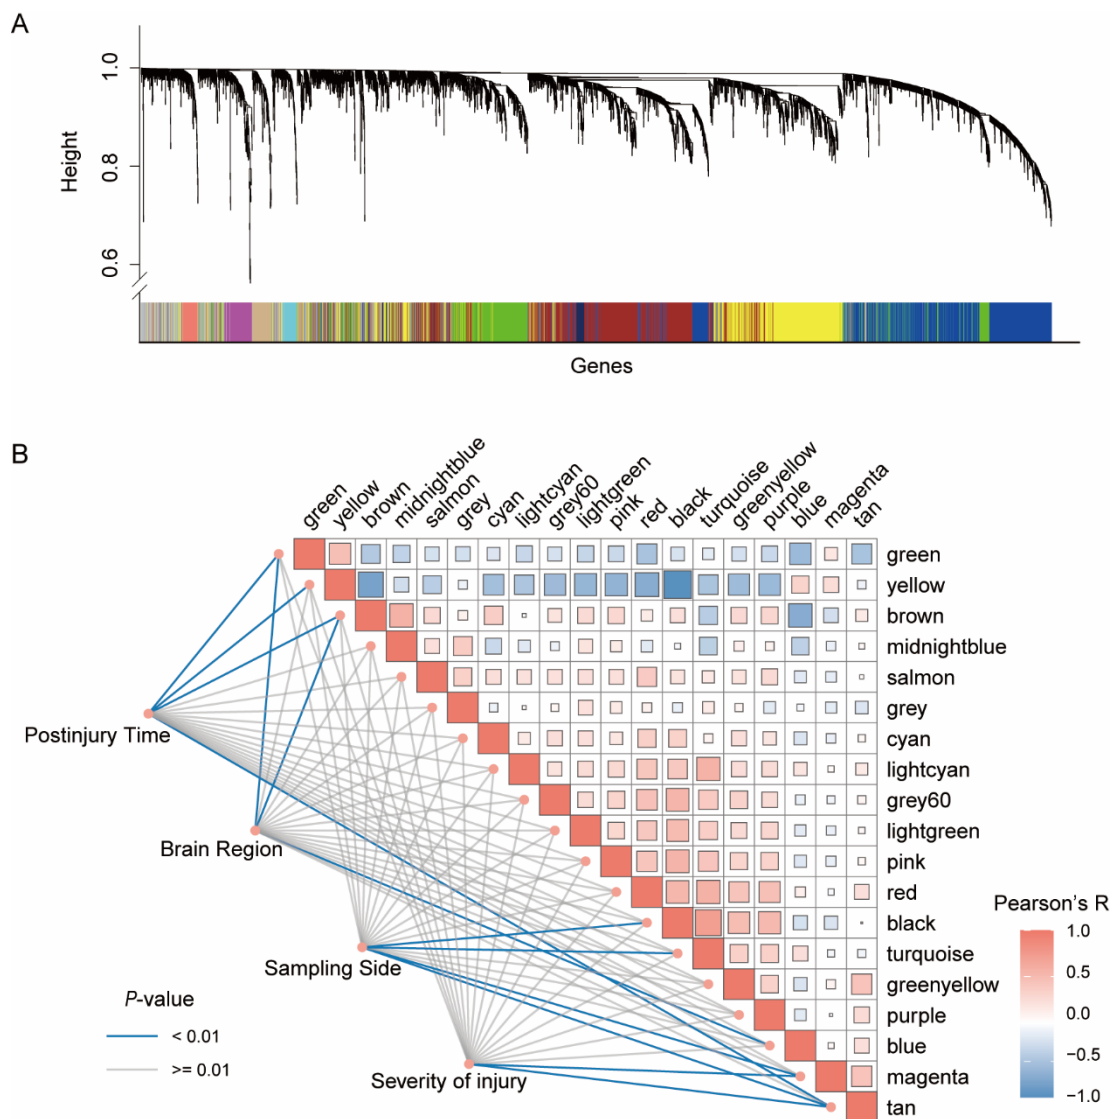 A
Height
1.0
0.8
0.6
Genes
B
green
yellow
brown
midnightblue
salmon
grey
cyan
lightcyan
grey60
lightgreen
pink
red
black
turquoise
greenyellow
purple
blue
magenta
tan
green
yellow
brown
midnightblue
salmon
grey
cyan
lightcyan
grey60
lightgreen
pink
red
black
turquoise
greenyellow
purple
blue
magenta
tan
Postinjury Time
Brain Region
Sampling Side
Severity of injury
P-value
< 0.01
>= 0.01
Pearson's R
1.0
0.5
0.0
−0.5
−1.0